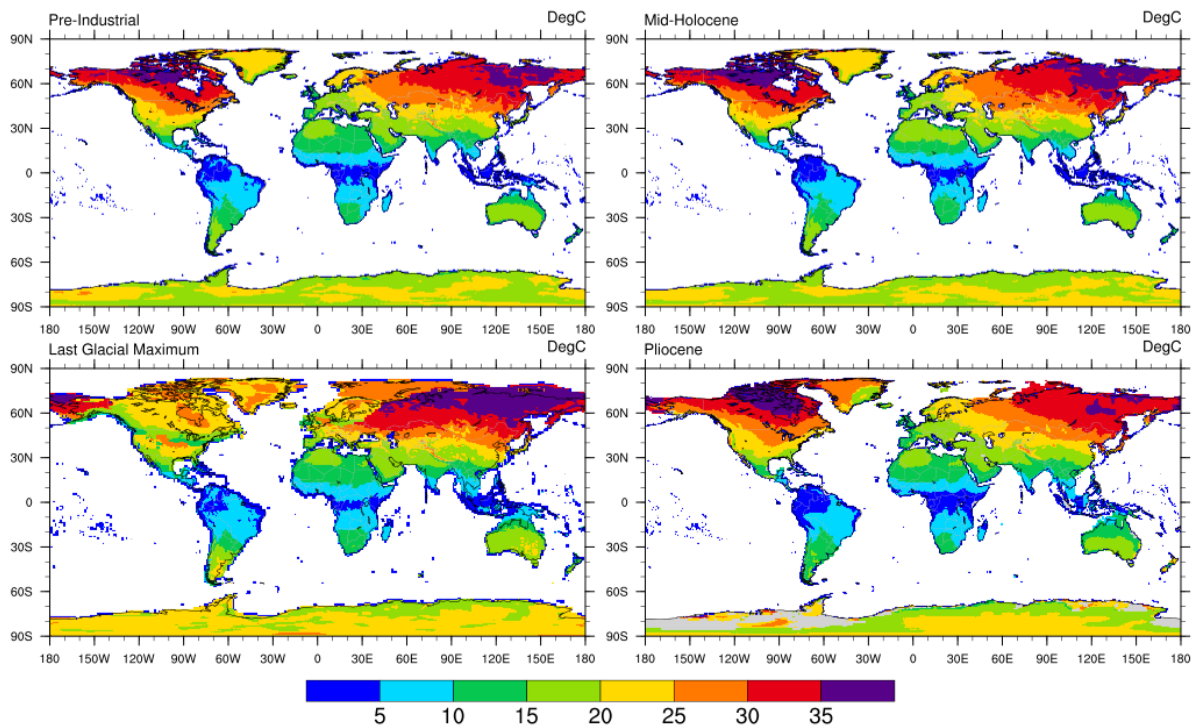 Pre-Industrial DegC
Mid-Holocene DegC
90N
60N
30N
0
30S
60S
90S
180 150W 120W 90W 60W 30W 0 30E 60E 90E 120E 150E 180
90N
60N
30N
0
30S
60S
90S
180 150W 120W 90W 60W 30W 0 30E 60E 90E 120E 150E 180
Last Glacial Maximum DegC
Pliocene DegC
90N
60N
30N
0
30S
60S
90S
180 150W 120W 90W 60W 30W 0 30E 60E 90E 120E 150E 180
90N
60N
30N
0
30S
60S
90S
180 150W 120W 90W 60W 30W 0 30E 60E 90E 120E 150E 180
5 10 15 20 25 30 35